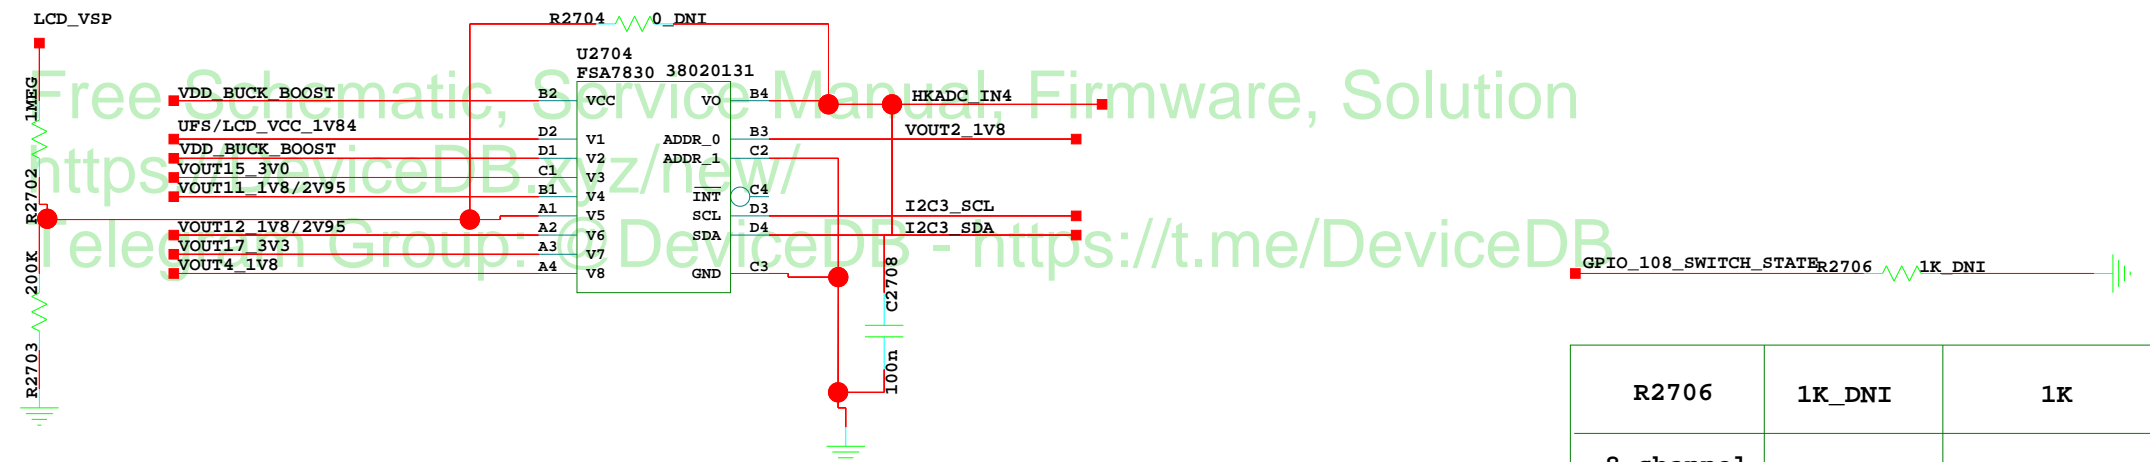 LCD_VSP
R2704 0_DNI
U2704
FSA7830 38020131
Free Schematic, Service Manual, Firmware, Solution
https://DeviceDB.xyz/new/
Telegram Group: @DeviceDB - https://t.me/DeviceDB
1MEG
R2702
200K
R2703
VDD_BUCK_BOOST B2 VCC
UFS/LCD_VCC_1V84 D2 V1
VDD_BUCK_BOOST D1 V2
VOUT15_3V0 C1 V3
VOUT11_1V8/2V95 B1 V4
A1 V5
VOUT12_1V8/2V95 A2 V6
VOUT17_3V3 A3 V7
VOUT4_1V8 A4 V8
VO B4 HKADC_IN4
ADDR_0 B3 VOUT2_1V8
ADDR_1 C2
INT C4
SCL D3 I2C3_SCL
SDA D4 I2C3_SDA
GND C3
C2708
100n
GPIO_108_SWITCH_STATE R2706 1K_DNI
R2706 1K_DNI 1K
8 channel